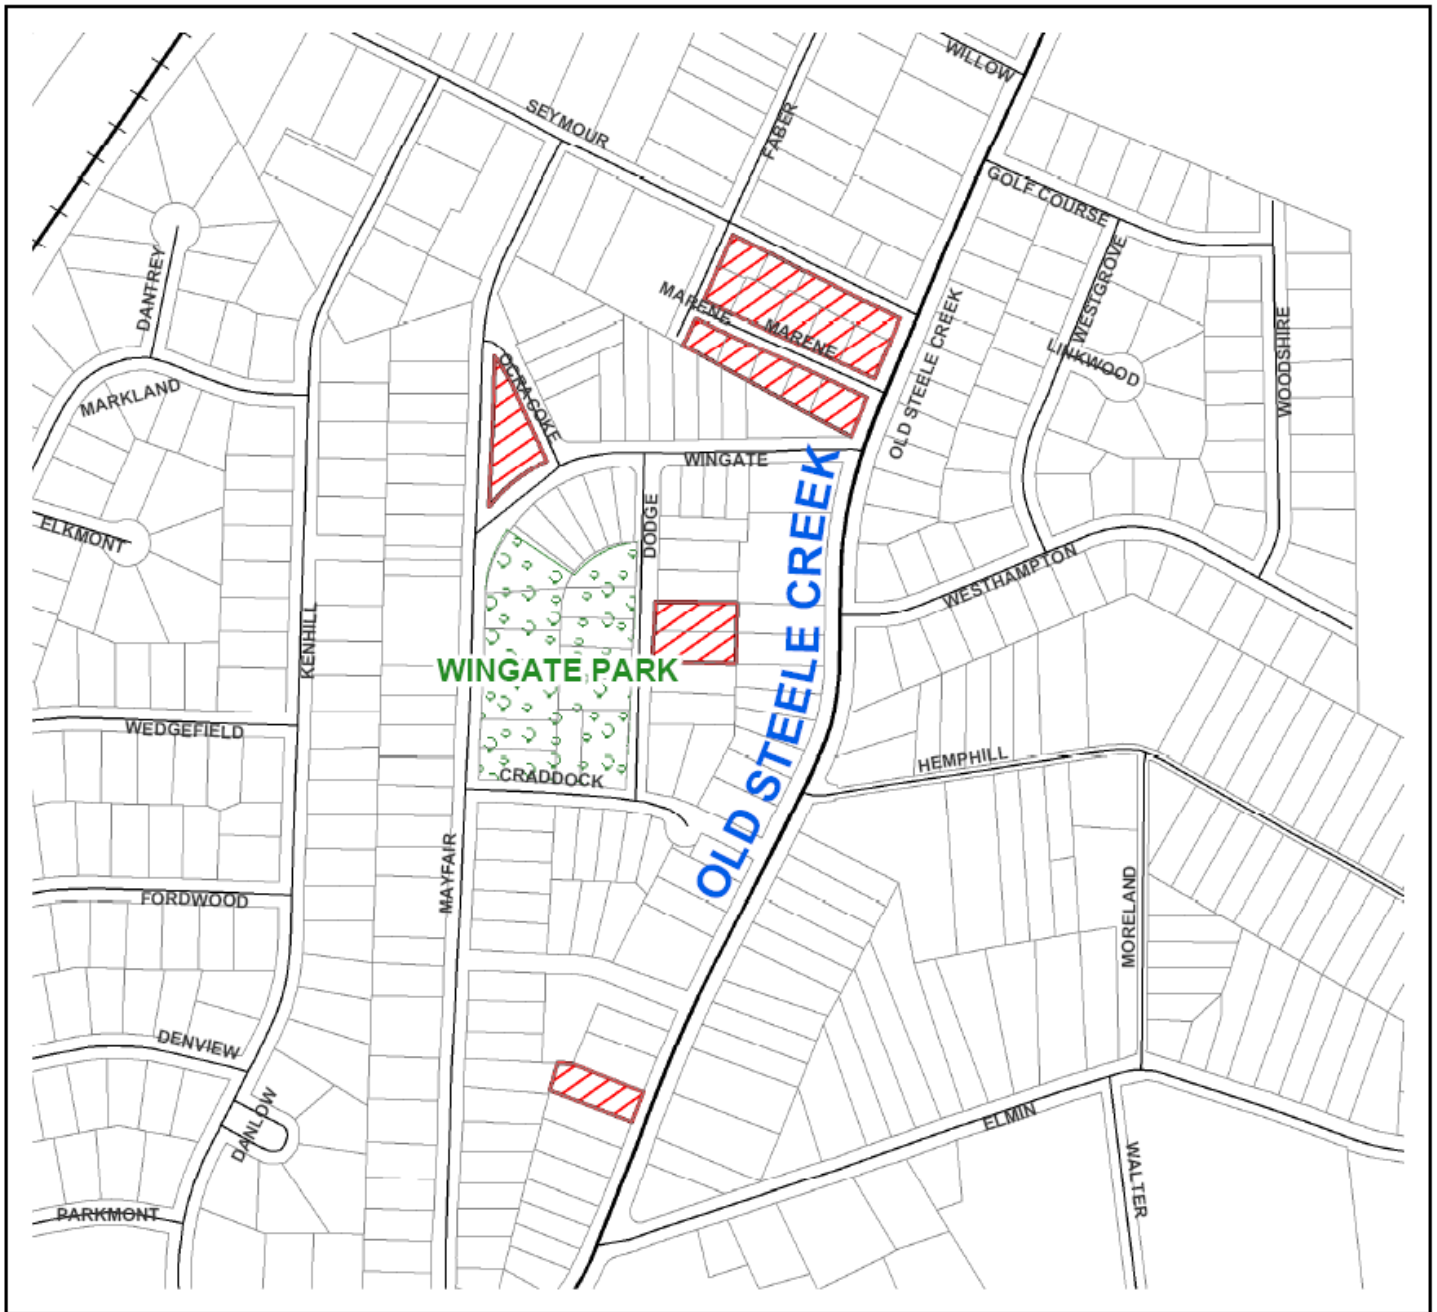 WILLOW
SEYMOUR
FABER
GOLF COURSE
DANTREY
WESTGROVE
MARENE
MARENE
OLD STEELE CREEK
LINKWOOD
WOODSHIRE
MARKLAND
OCRACOKE
WINGATE
ELKMONT
DODGE
OLD STEELE CREEK
WESTHAMPTON
KENHILL
WINGATE PARK
WEDGEFIELD
HEMPHILL
CRADDOCK
MAYFAIR
FORDWOOD
MORELAND
DENVIEW
DANLOW
ELMIN
WALTER
PARKMONT